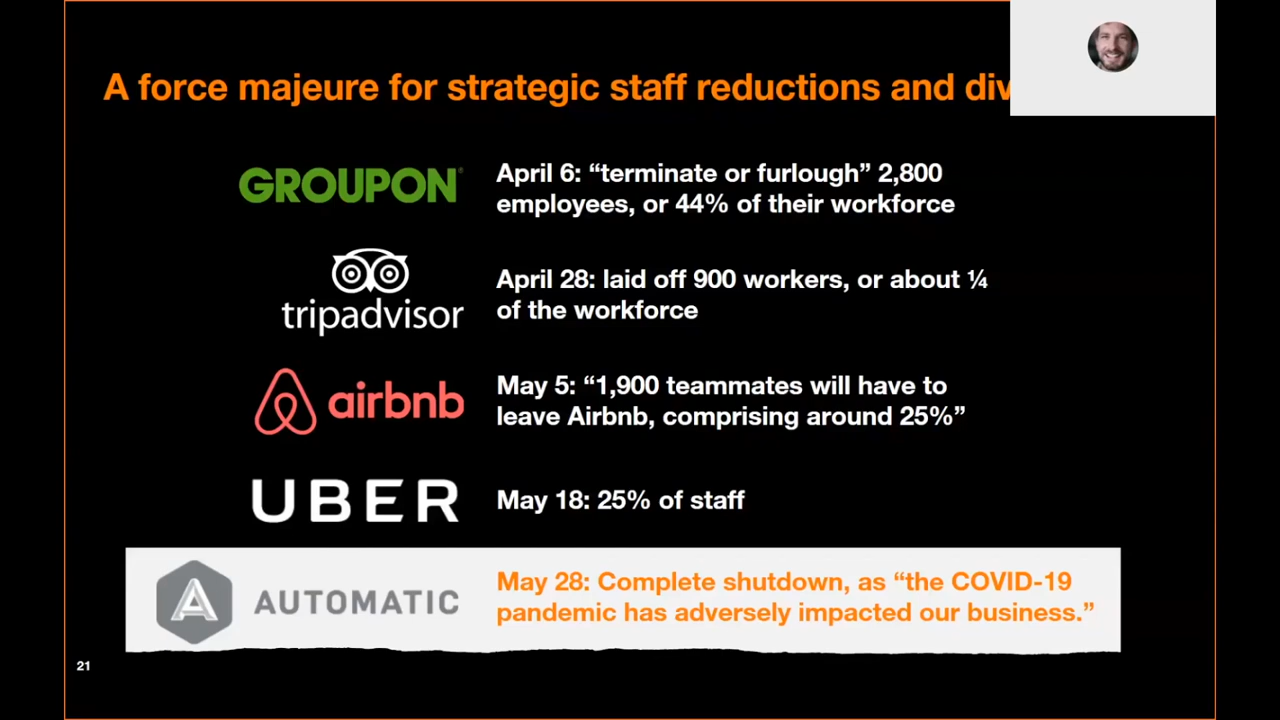 A force majeure for strategic staff reductions and
GROUPON
April 6: “terminate or furlough” 2,800
employees, or 44% of their workforce
tripadvisor
April 28: laid off 900 workers, or about ¼
of the workforce
airbnb
May 5: “1,900 teammates will have to
leave Airbnb, comprising around 25%”
UBER
May 18: 25% of staff
A AUTOMATIC
May 28: Complete shutdown, as “the COVID-19
pandemic has adversely impacted our business.”
21